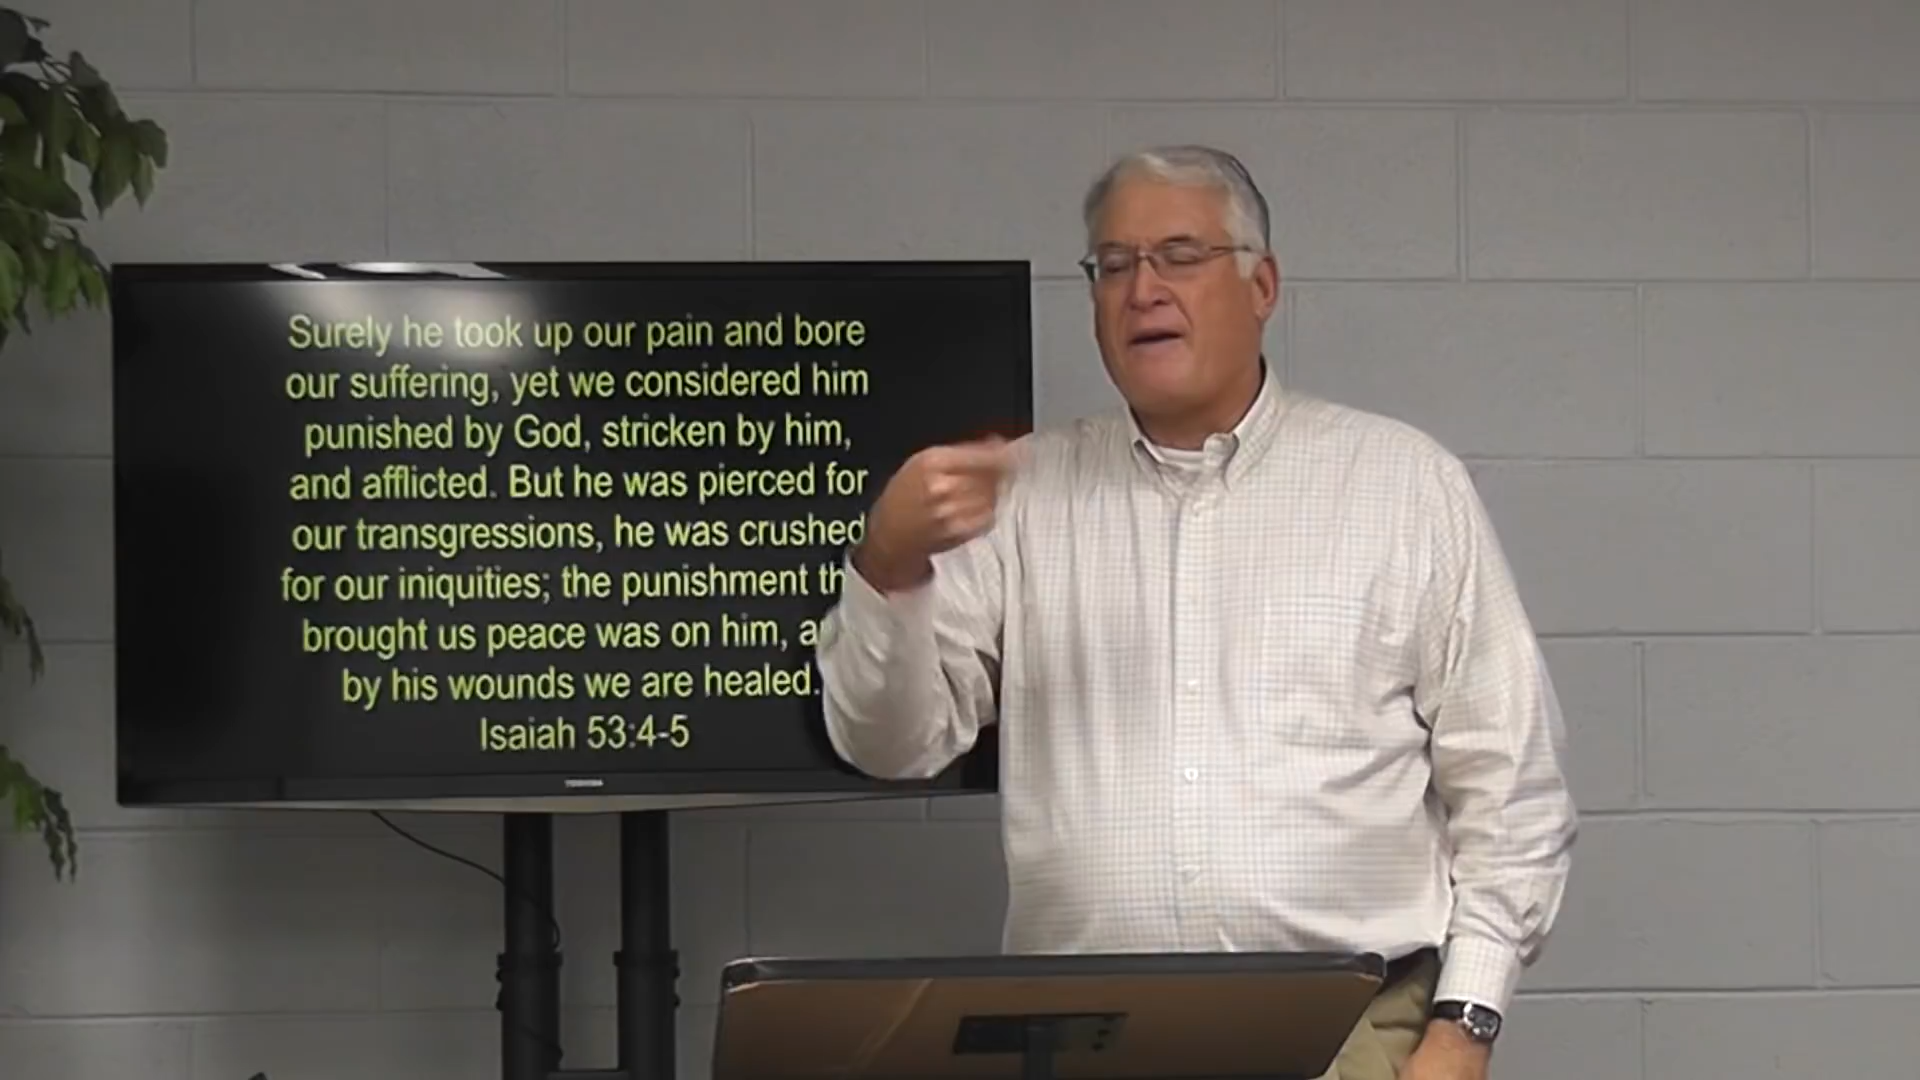 Surely he took up our pain and bore
our suffering, yet we considered him
punished by God, stricken by him,
and afflicted. But he was pierced for
our transgressions, he was crushed
for our iniquities; the punishment
brought us peace was on him,
by his wounds we are healed.
Isaiah 53:4-5
TOSHIBA